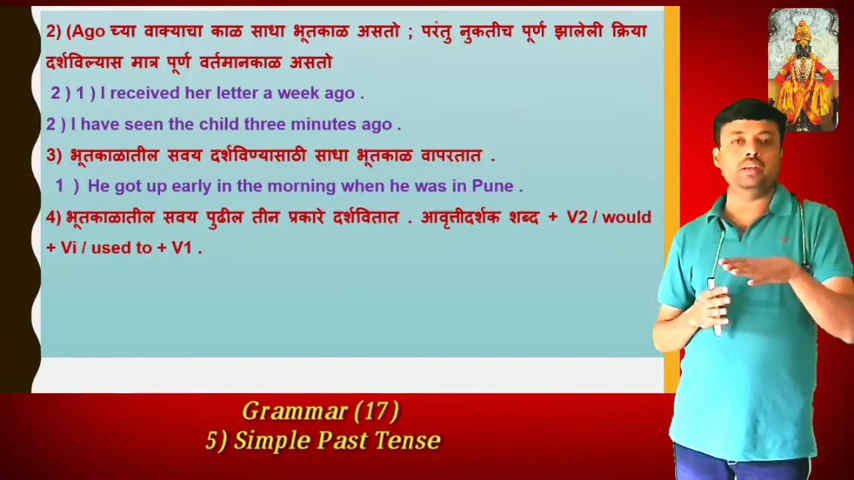 2) (Ago च्या वाक्याचा काळ साधा भूतकाळ असतो ; परंतु नुकतीच पूर्ण झालेली क्रिया
दर्शविल्यास मात्र पूर्ण वर्तमानकाळ असतो
2 ) 1 ) I received her letter a week ago .
2 ) I have seen the child three minutes ago .
3) भूतकाळातील सवय दर्शविण्यासाठी साधा भूतकाळ वापरतात .
1 ) He got up early in the morning when he was in Pune .
4) भूतकाळातील सवय पुढील तीन प्रकारे दर्शवितात . आवृत्तीदर्शक शब्द + V2 / would
+ Vi / used to + V1 .
Grammar (17)
5) Simple Past Tense